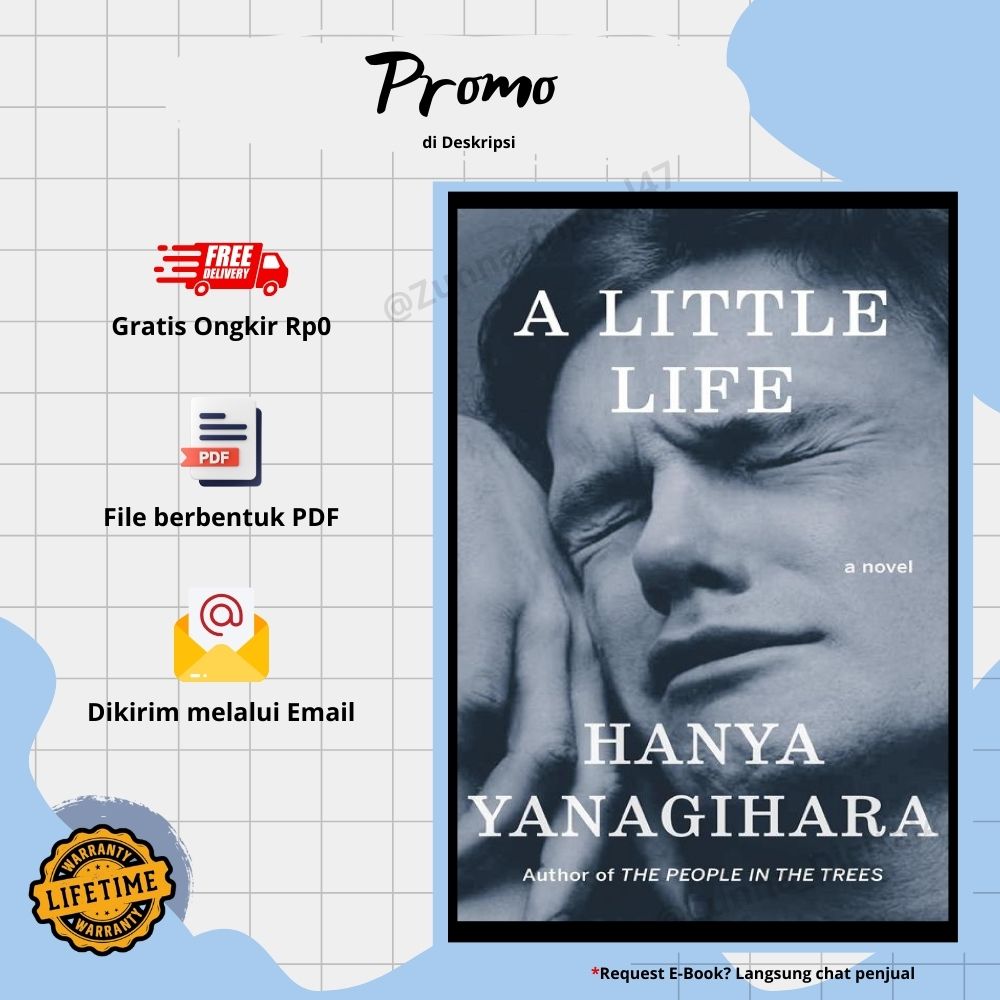 Promo
di Deskripsi
FREE
DELIVERY
Gratis Ongkir Rp0
PDF
File berbentuk PDF
@
Dikirim melalui Email
WARRANTY
LIFETIME
WARRANTY
A LITTLE
LIFE
a novel
HANYA
YANAGIHARA
Author of THE PEOPLE IN THE TREES
*Request E-Book? Langsung chat penjual